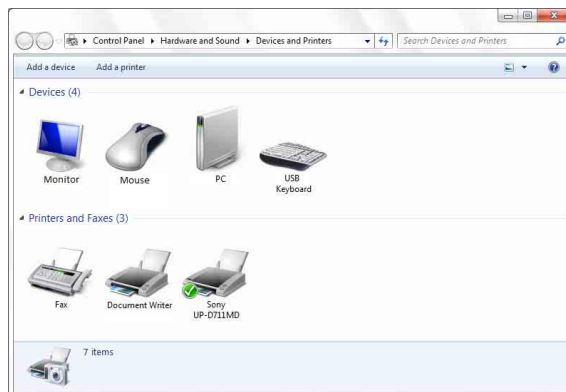 Control Panel ▸ Hardware and Sound ▸ Devices and Printers
Search Devices and Printers
Add a device Add a printer
Devices (4)
Monitor Mouse PC USB
Keyboard
Printers and Faxes (3)
Fax Document Writer Sony
UP-D711MD
7 items